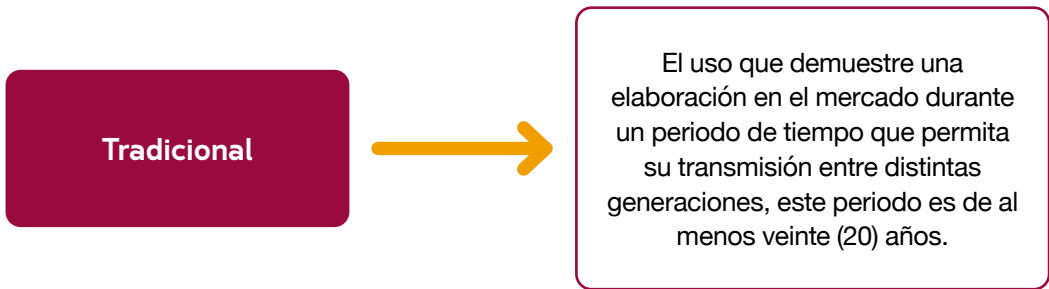 Tradicional
El uso que demuestre una
elaboración en el mercado durante
un periodo de tiempo que permita
su transmisión entre distintas
generaciones, este periodo es de al
menos veinte (20) años.